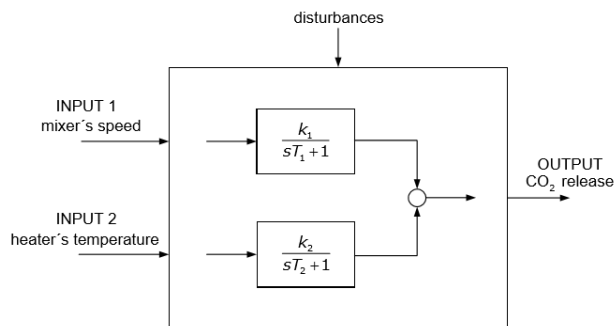 disturbances
INPUT 1
mixer´s speed
k₁
sT₁+1
OUTPUT
CO₂ release
INPUT 2
heater´s temperature
k₂
sT₂+1